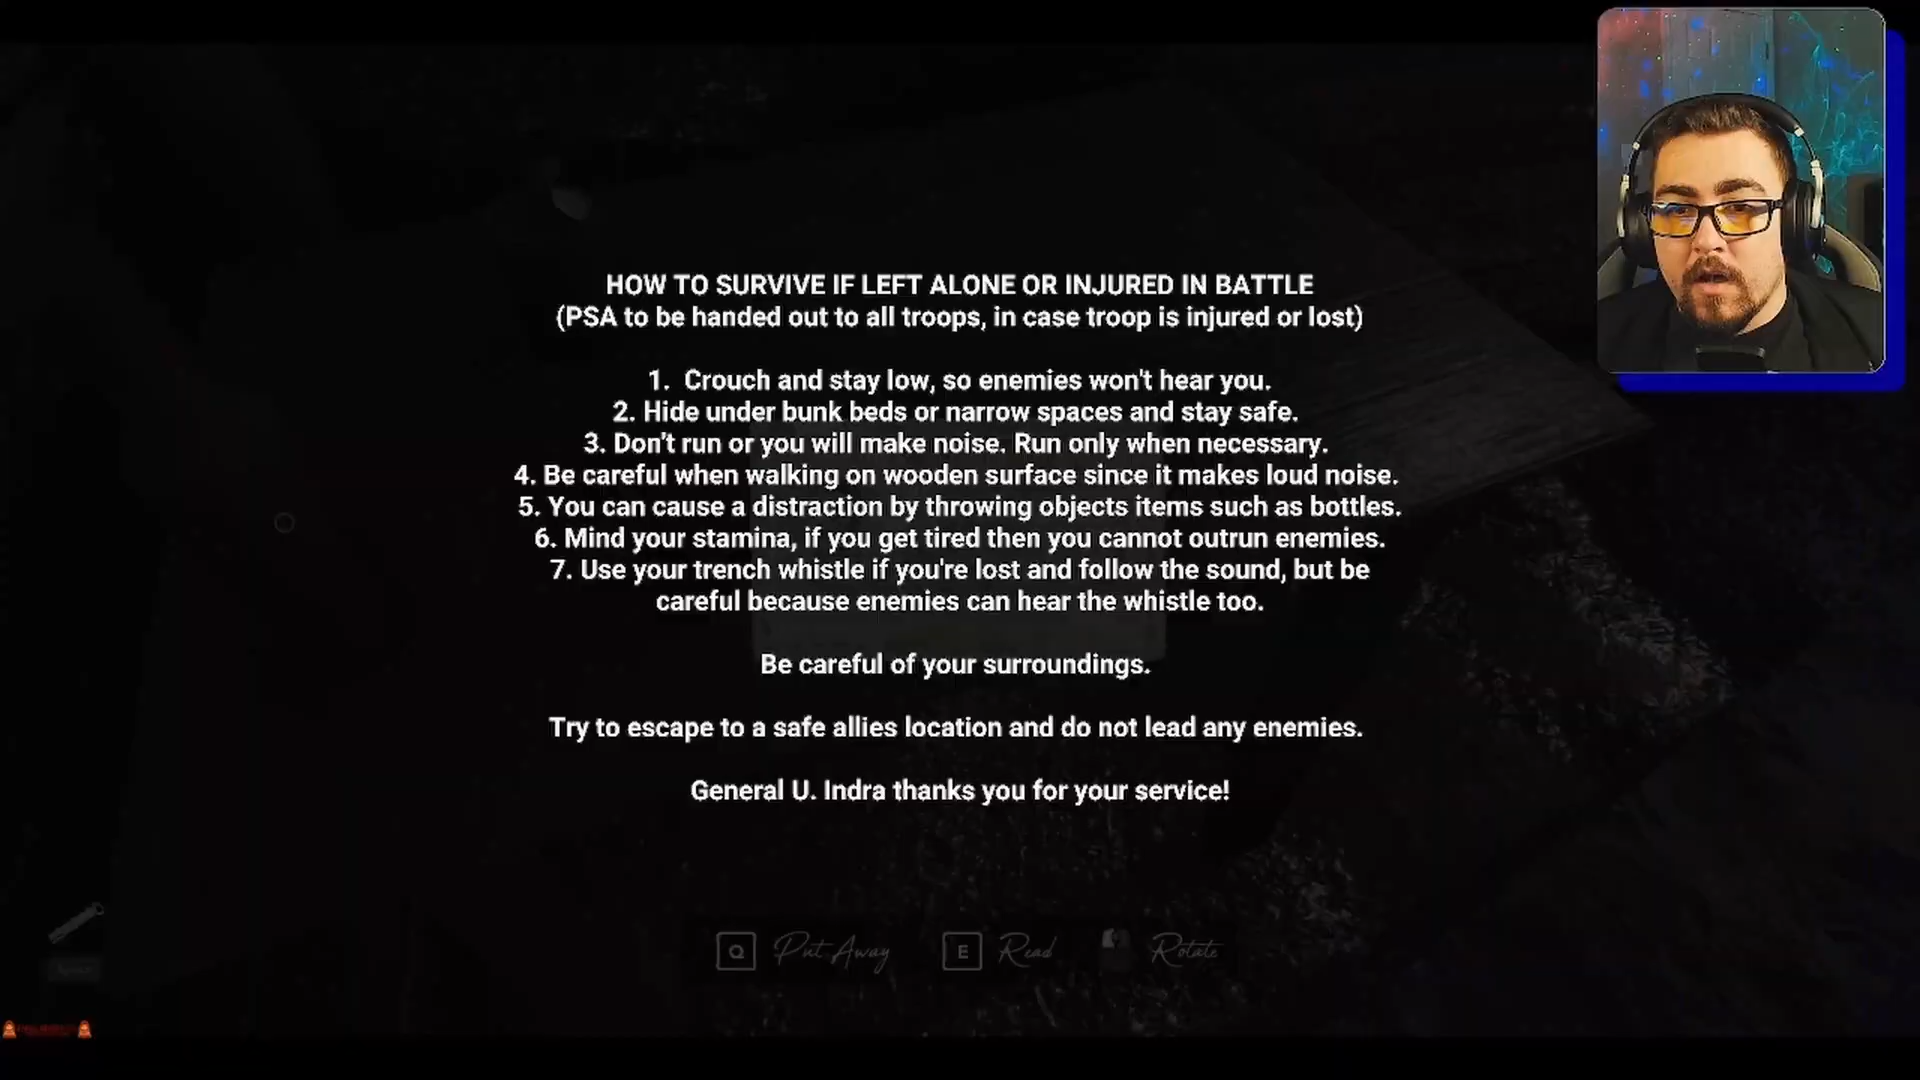 HOW TO SURVIVE IF LEFT ALONE OR INJURED IN BATTLE
(PSA to be handed out to all troops, in case troop is injured or lost)
1. Crouch and stay low, so enemies won't hear you.
2. Hide under bunk beds or narrow spaces and stay safe.
3. Don't run or you will make noise. Run only when necessary.
4. Be careful when walking on wooden surface since it makes loud noise.
5. You can cause a distraction by throwing objects items such as bottles.
6. Mind your stamina, if you get tired then you cannot outrun enemies.
7. Use your trench whistle if you're lost and follow the sound, but be
careful because enemies can hear the whistle too.
Be careful of your surroundings.
Try to escape to a safe allies location and do not lead any enemies.
General U. Indra thanks you for your service!
Q Put Away E Read Rotate